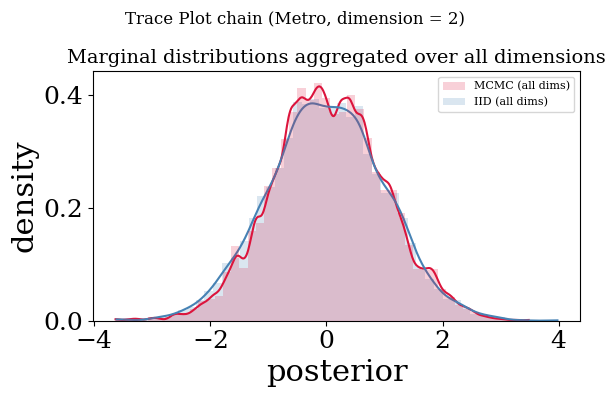 Trace Plot chain (Metro, dimension = 2)
Marginal distributions aggregated over all dimensions
MCMC (all dims)
IID (all dims)
density
0.4
0.2
0.0
−4
−2
0
2
4
posterior